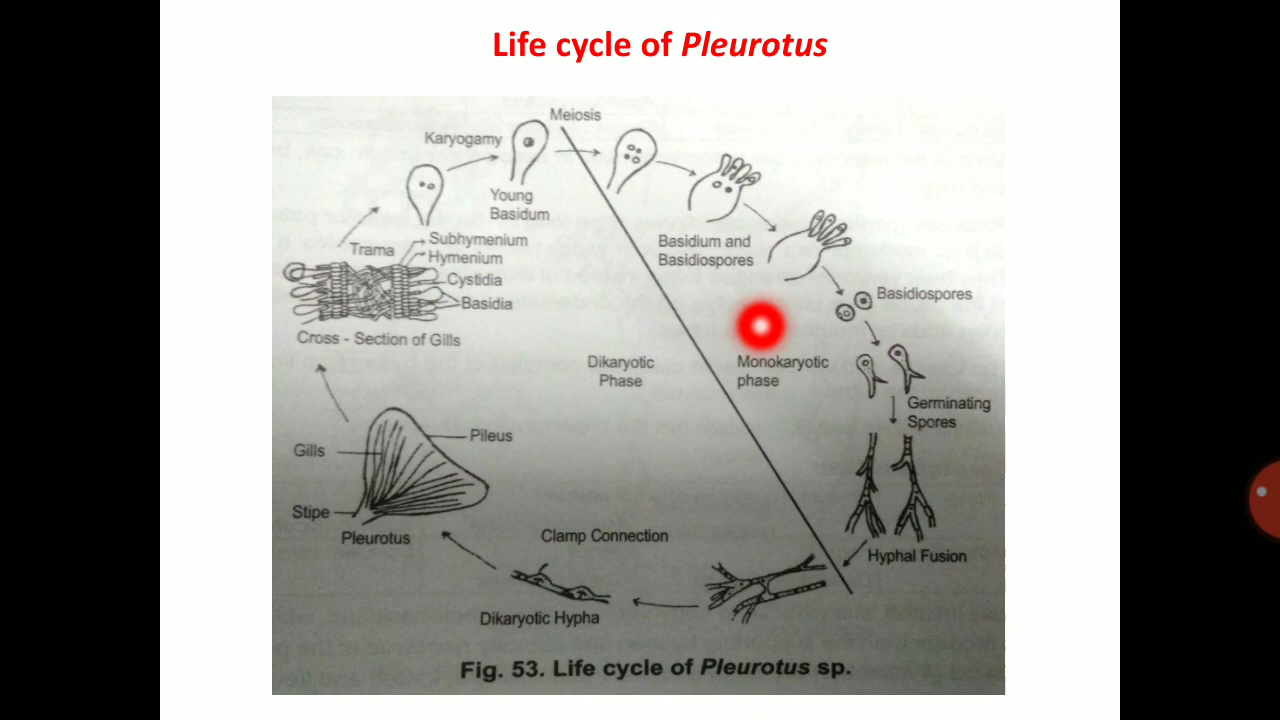 Life cycle of Pleurotus
Meiosis
Karyogamy
Young
Basidum
Trama
Subhymenium
Hymenium
Cystidia
Basidia
Cross - Section of Gills
Basidium and
Basidiospores
Basidiospores
Dikaryotic
Phase
Monokaryotic
phase
Germinating
Spores
Gills
Pileus
Stipe
Pleurotus
Clamp Connection
Hyphal Fusion
Dikaryotic Hypha
Fig. 53. Life cycle of Pleurotus sp.